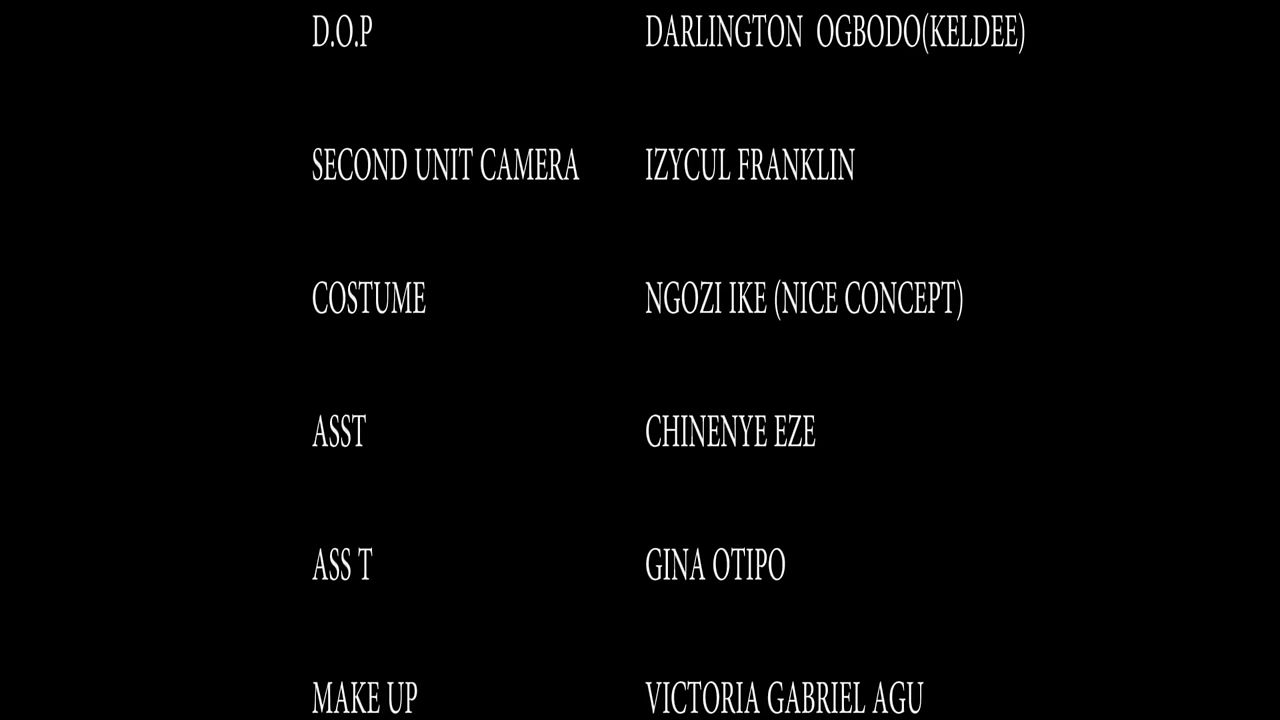 D.O.P DARLINGTON OGBODO(KELDEE)
SECOND UNIT CAMERA IZYCUL FRANKLIN
COSTUME NGOZI IKE (NICE CONCEPT)
ASST CHINENYE EZE
ASS T GINA OTIPO
MAKE UP VICTORIA GABRIEL AGU